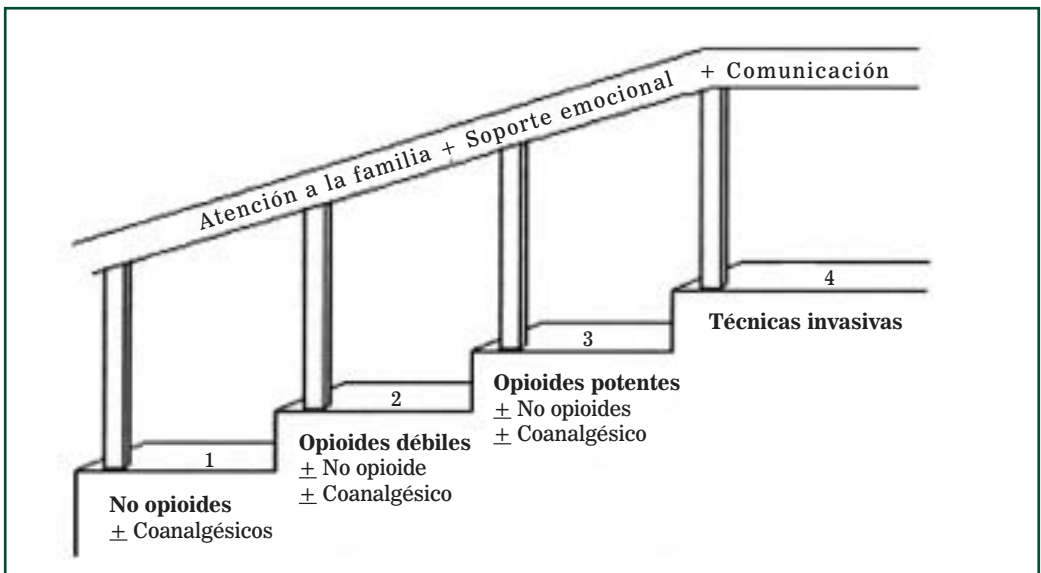 Atención a la familia + Soporte emocional + Comunicación
4
Técnicas invasivas
3
Opioides potentes
± No opioides
± Coanalgésico
2
Opioides débiles
± No opioide
± Coanalgésico
1
No opioides
± Coanalgésicos